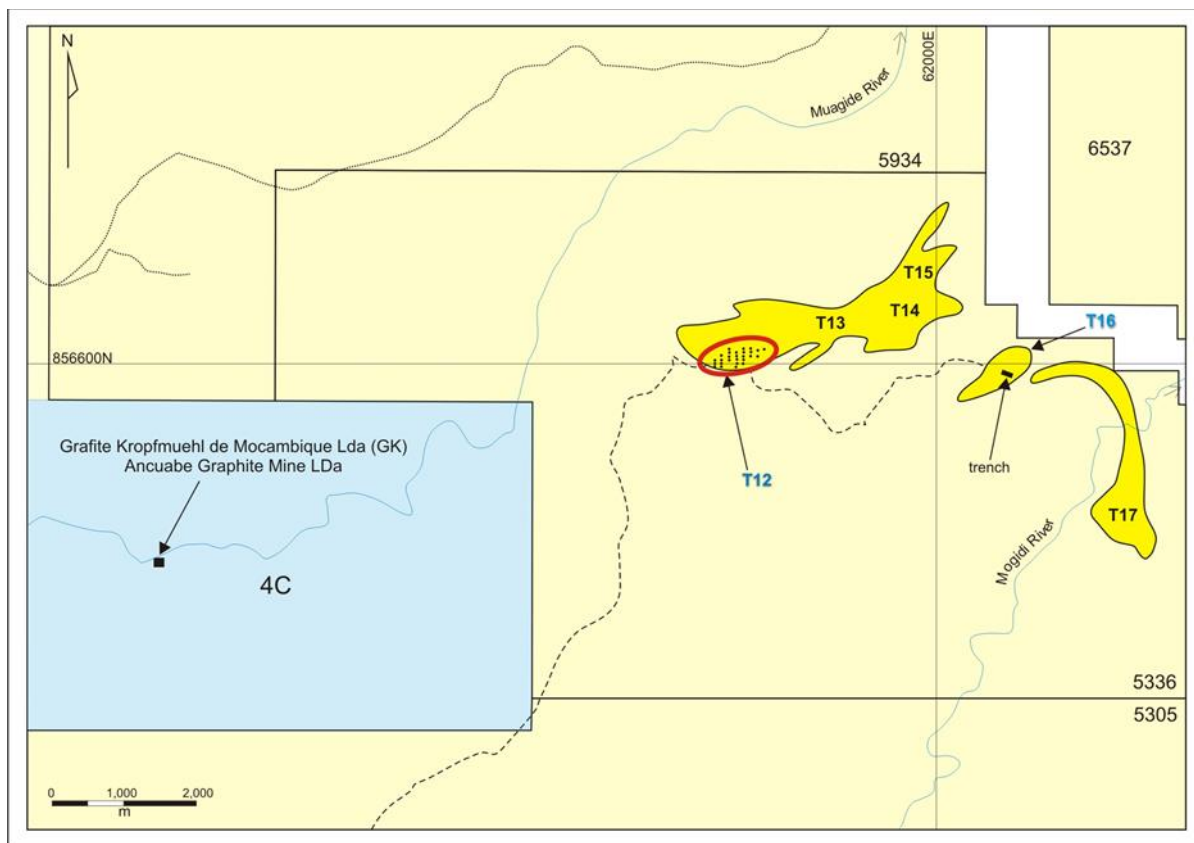 N
62000E
Muagide River
5934
6537
T15
T14
T13
T16
856600N
Grafite Kropfmuehl de Mocambique Lda (GK)
Ancuabe Graphite Mine LDa
T12
trench
T17
Mogidi River
4C
5336
5305
0 1,000 2,000
m